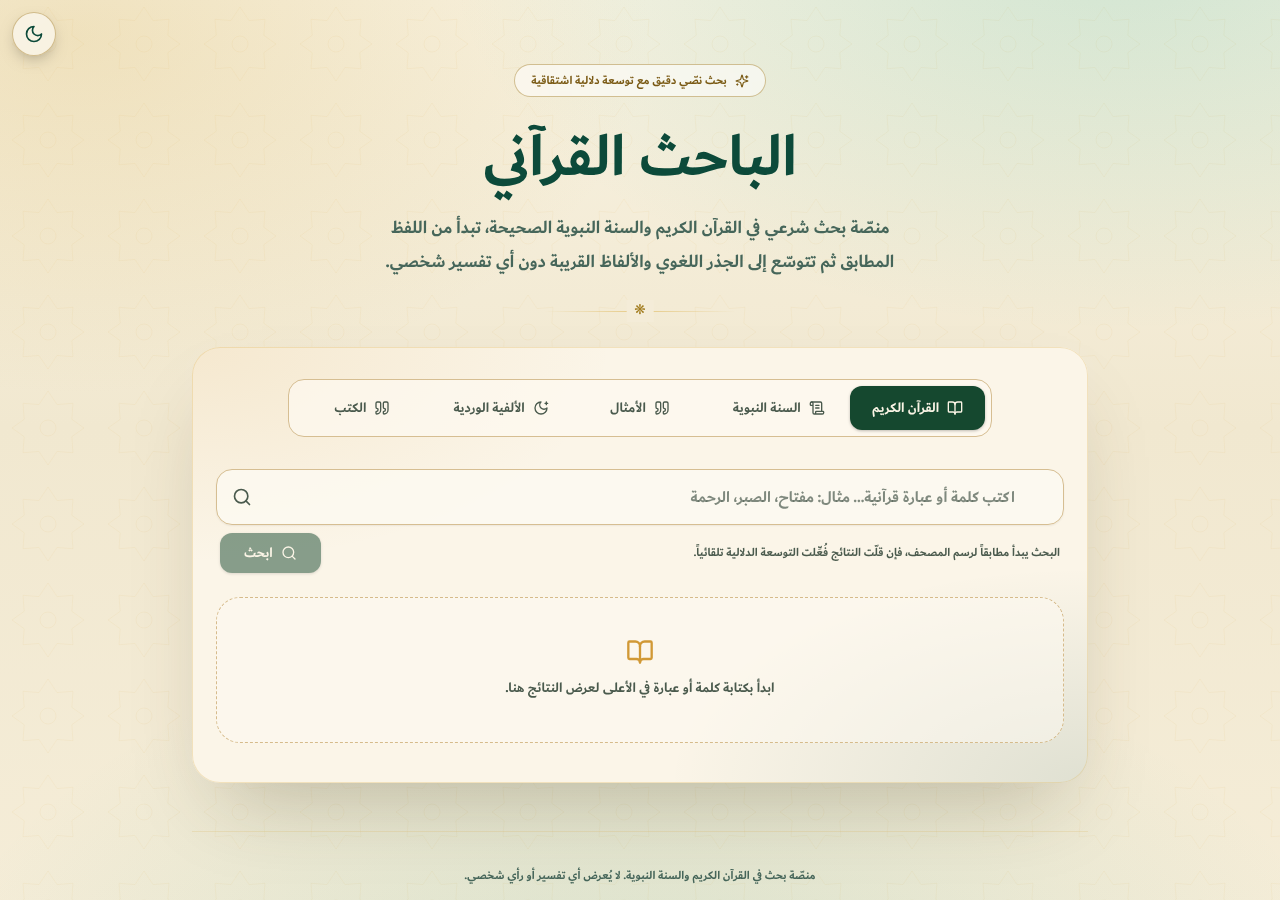 بحث نصّي دقيق مع توسعة دلالية اشتقاقية
الباحث القرآني
منصّة بحث شرعي في القرآن الكريم والسنة النبوية الصحيحة، تبدأ من اللفظ
المطابق ثم تتوسّع إلى الجذر اللغوي والألفاظ القريبة دون أي تفسير شخصي.
القرآن الكريم
السنة النبوية
الأمثال
الألفية الوردية
الكتب
اكتب كلمة أو عبارة قرآنية... مثال: مفتاح، الصبر، الرحمة
البحث يبدأ مطابقاً لرسم المصحف، فإن قلّت النتائج فُعِّلت التوسعة الدلالية تلقائياً.
ابحث
ابدأ بكتابة كلمة أو عبارة في الأعلى لعرض النتائج هنا.
منصّة بحث في القرآن الكريم والسنة النبوية. لا يُعرض أي تفسير أو رأي شخصي.